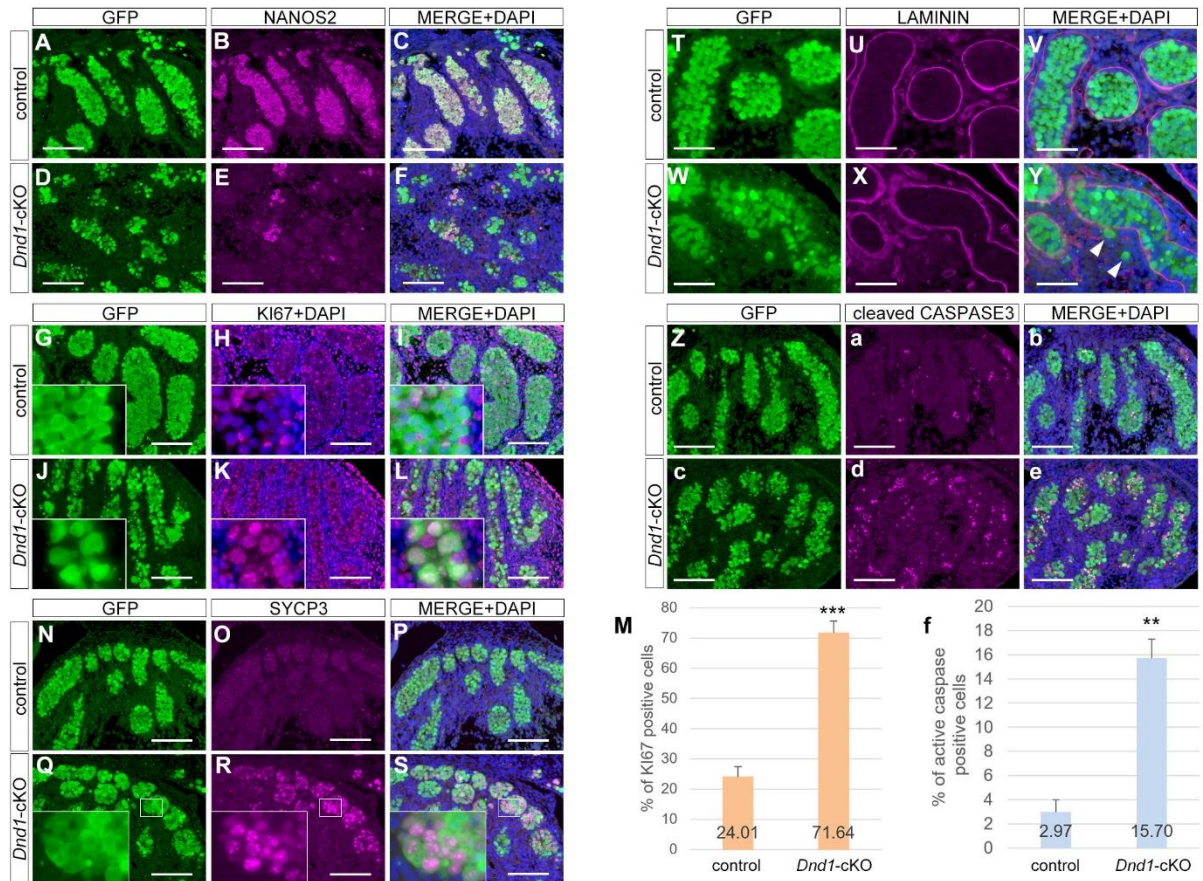 GFP NANOS2 MERGE+DAPI
control
A B C
Dnd1-cKO
D E F
GFP KI67+DAPI MERGE+DAPI
control
G H I
Dnd1-cKO
J K L
GFP SYCP3 MERGE+DAPI
control
N O P
Dnd1-cKO
Q R S
GFP LAMININ MERGE+DAPI
control
T U V
Dnd1-cKO
W X Y
GFP cleaved CASPASE3 MERGE+DAPI
control
Z a b
Dnd1-cKO
c d e
M
% of KI67 positive cells
80
70
60
50
40
30
20
10
0
***
24.01 71.64
control Dnd1-cKO
f
% of active caspase
positive cells
20
18
16
14
12
10
8
6
4
2
0
**
2.97 15.70
control Dnd1-cKO